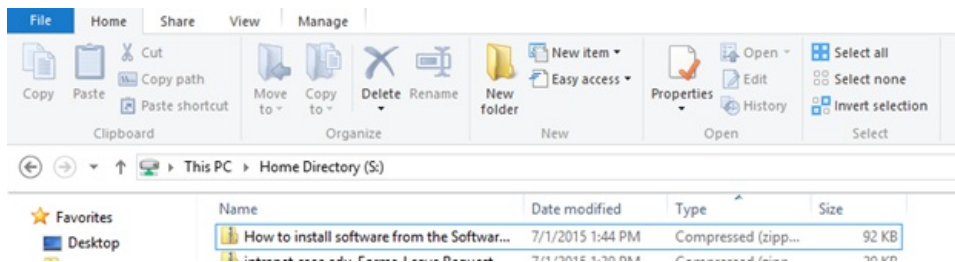 File Home Share View Manage
Cut New item Open Select all
Copy path Easy access Edit Select none
Copy Paste Paste shortcut Move to Copy to Delete Rename New folder Properties History Invert selection
Clipboard Organize New Open Select
This PC Home Directory (S:)
Name Date modified Type Size
Favorites
How to install software from the Softwar... 7/1/2015 1:44 PM Compressed (zipp... 92 KB
Desktop